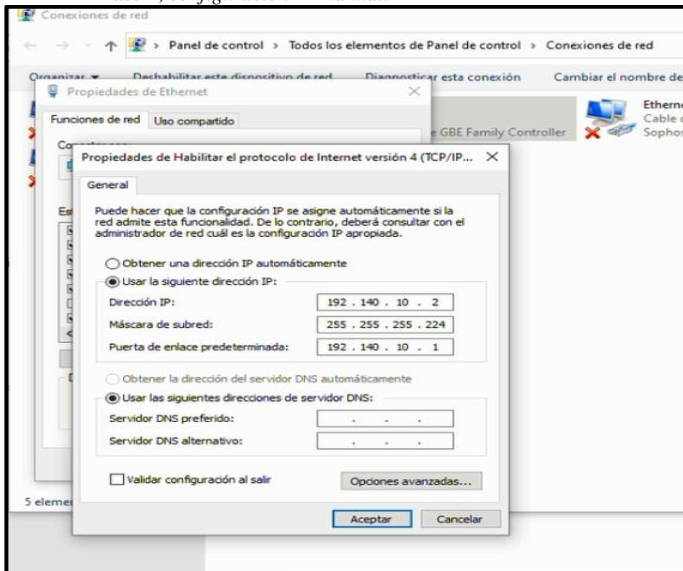 Conexiones de red
Panel de control > Todos los elementos de Panel de control > Conexiones de red
Organizar Deshabilitar este dispositivo de red Diagnosticar esta conexión Cambiar el nombre de
Propiedades de Ethernet
Funciones de red Uso compartido
e GBE Family Controller
Ethern
Cable d
Sophos
Propiedades de Habilitar el protocolo de Internet versión 4 (TCP/IP...
General
Puede hacer que la configuración IP se asigne automáticamente si la
red admite esta funcionalidad. De lo contrario, deberá consultar con el
administrador de red cuál es la configuración IP apropiada.
Obtener una dirección IP automáticamente
Usar la siguiente dirección IP:
Dirección IP: 192 . 140 . 10 . 2
Máscara de subred: 255 . 255 . 255 . 224
Puerta de enlace predeterminada: 192 . 140 . 10 . 1
Obtener la dirección del servidor DNS automáticamente
Usar las siguientes direcciones de servidor DNS:
Servidor DNS preferido: . . .
Servidor DNS alternativo: . . .
Validar configuración al salir
Opciones avanzadas...
5 eleme
Aceptar Cancelar